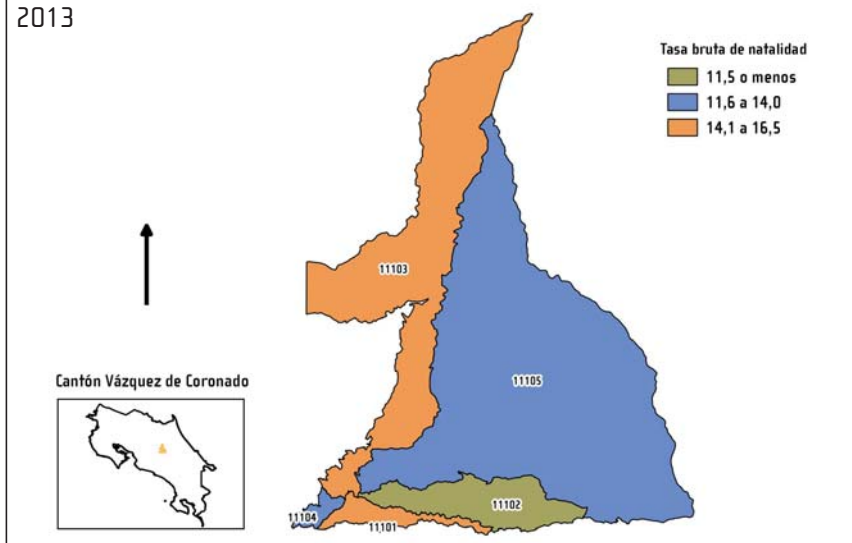 2013
Tasa bruta de natalidad
11,5 o menos
11,6 a 14,0
14,1 a 16,5
11103
Cantón Vázquez de Coronado
11105
11102
11104
11101